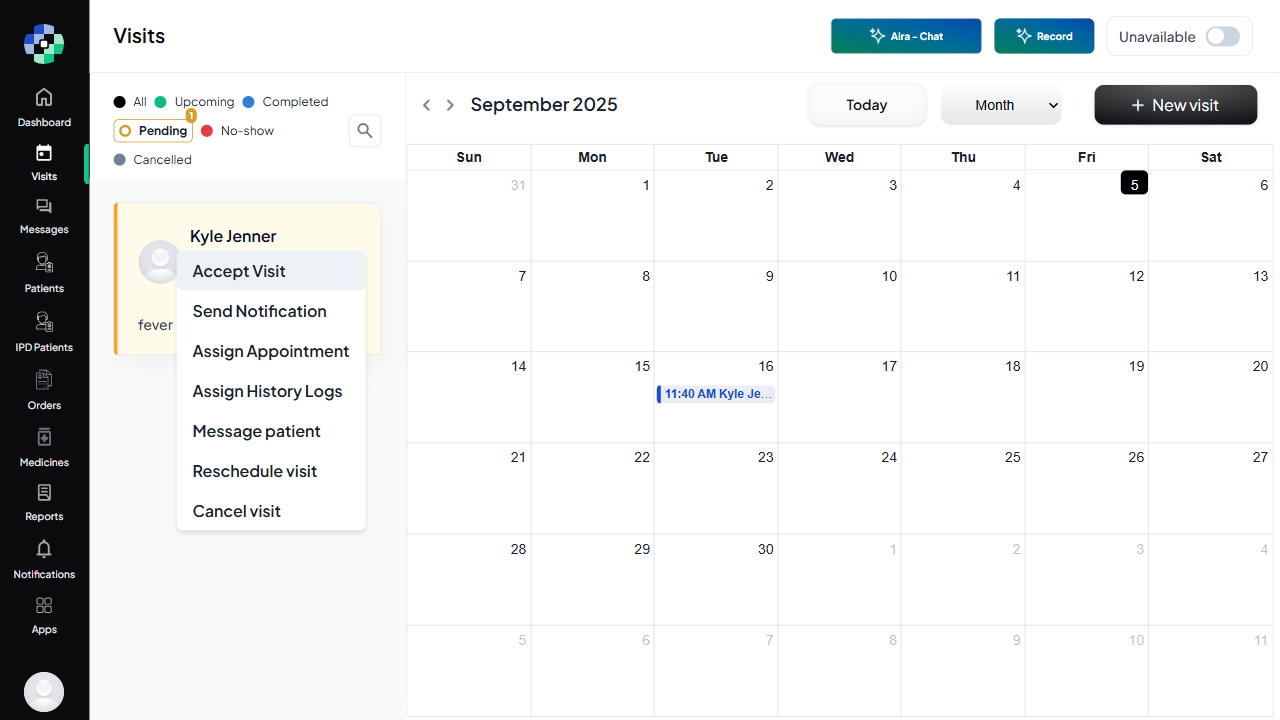 Visits
Aira - Chat
Record
Unavailable
Dashboard
Visits
Messages
Patients
IPD Patients
Orders
Medicines
Reports
Notifications
Apps
All
Upcoming
Completed
Pending
1
No-show
Cancelled
Kyle Jenner
fever
Accept Visit
Send Notification
Assign Appointment
Assign History Logs
Message patient
Reschedule visit
Cancel visit
September 2025
Today
Month
+ New visit
Sun Mon Tue Wed Thu Fri Sat
31 1 2 3 4 5 6
7 8 9 10 11 12 13
14 15 16 17 18 19 20
11:40 AM Kyle Je...
21 22 23 24 25 26 27
28 29 30 1 2 3 4
5 6 7 8 9 10 11